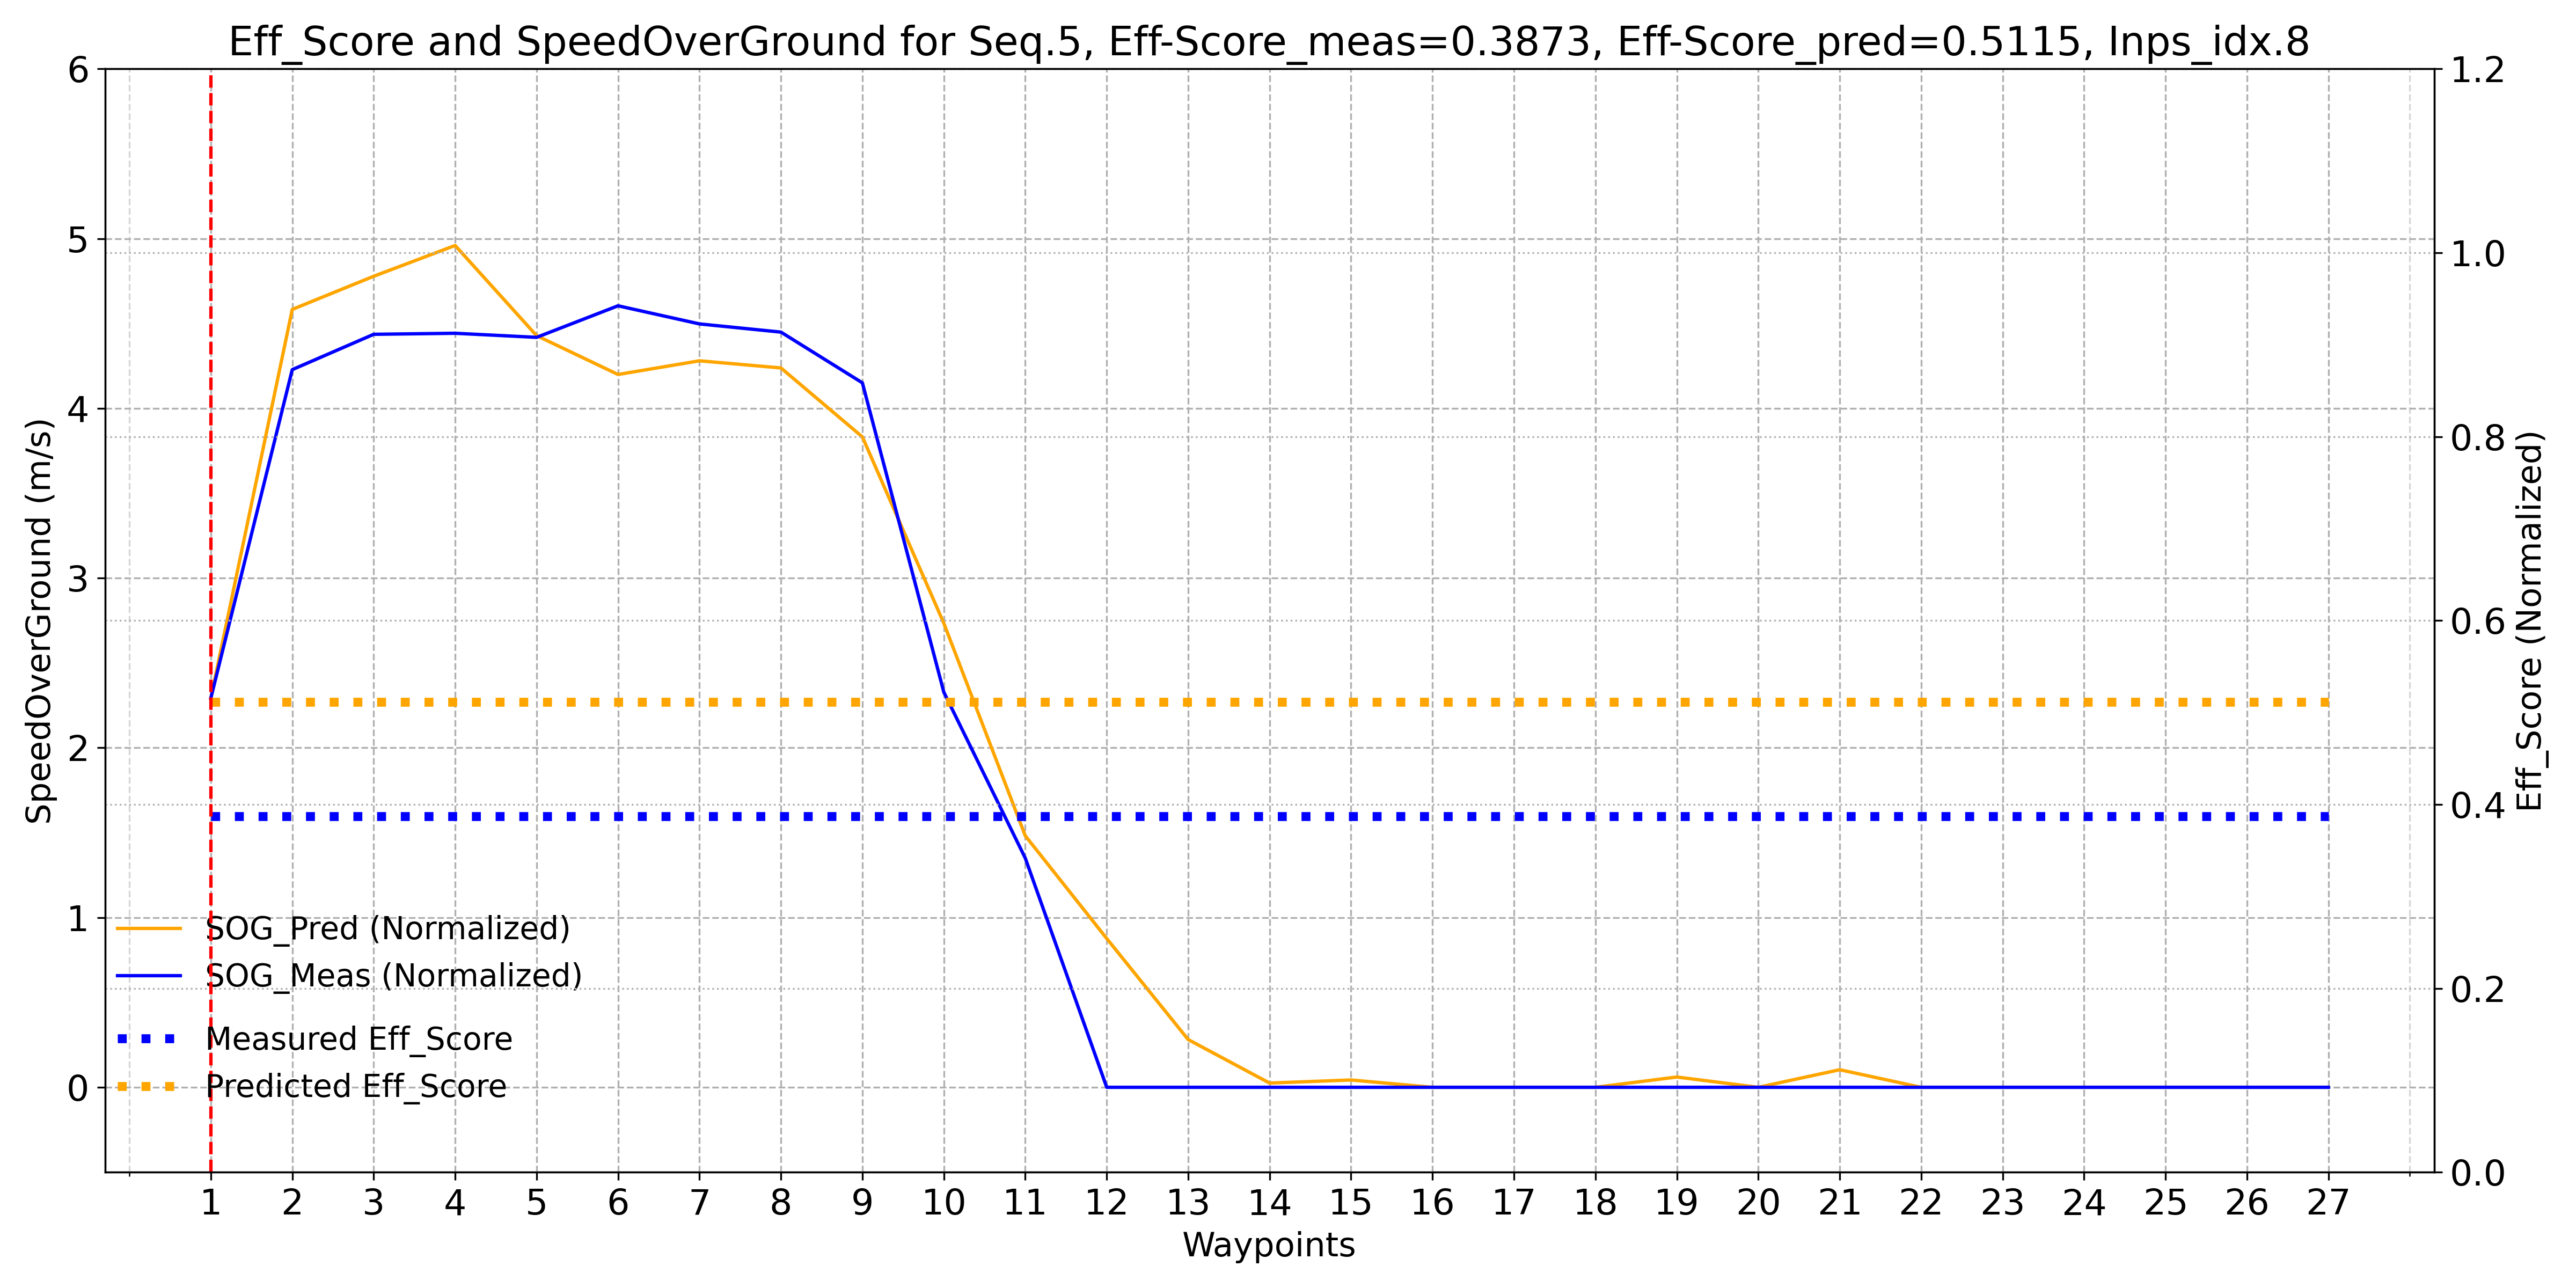 Eff_Score and SpeedOverGround for Seq.5, Eff-Score_meas=0.3873, Eff-Score_pred=0.5115, Inps_idx.8
SpeedOverGround (m/s)
6
5
4
3
2
1
0
SOG_Pred (Normalized)
SOG_Meas (Normalized)
Measured Eff_Score
Predicted Eff_Score
1.2
1.0
0.8
0.6
0.4
0.2
0.0
Eff_Score (Normalized)
1 2 3 4 5 6 7 8 9 10 11 12 13 14 15 16 17 18 19 20 21 22 23 24 25 26 27
Waypoints